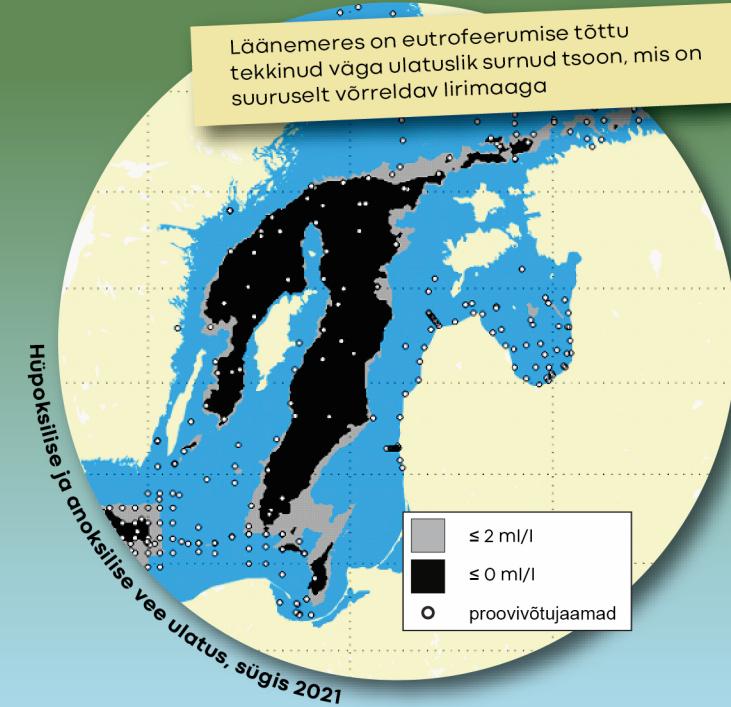 Läänemeres on eutrofeerumise tõttu
tekkinud väga ulatuslik surnud tsoon, mis on
suuruselt võrreldav Iirimaaga
Hüpoksilise ja anoksilise vee ulatus, sügis 2021
≤ 2 ml/l
≤ 0 ml/l
proovivõtujaamad